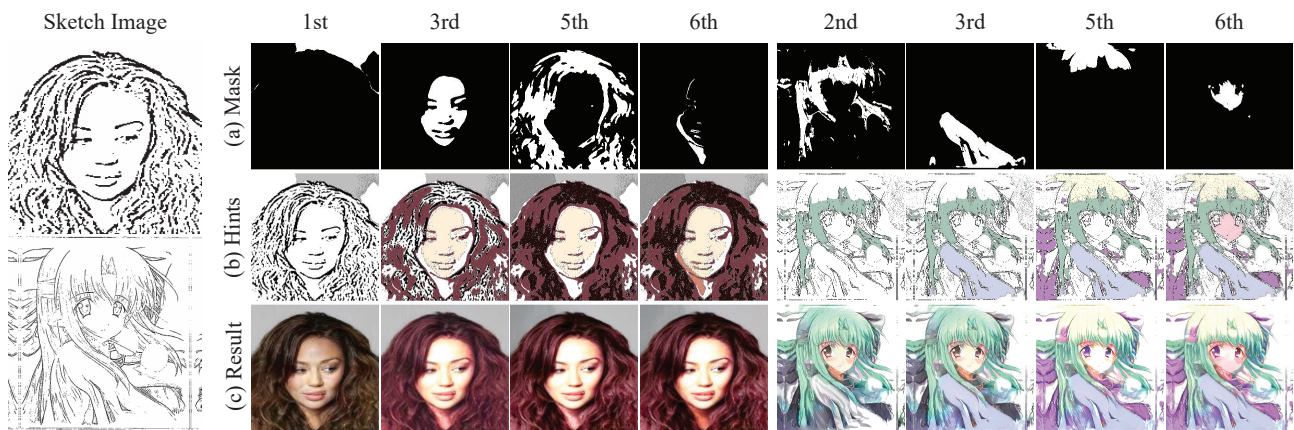 Sketch Image 1st 3rd 5th 6th 2nd 3rd 5th 6th
(a) Mask
(b) Hints
(c) Result